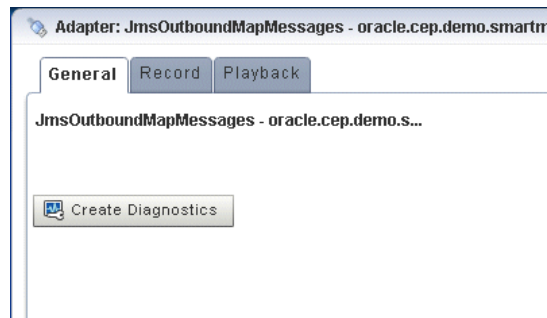 Adapter: JmsOutboundMapMessages - oracle.cep.demo.smartm
General Record Playback
JmsOutboundMapMessages - oracle.cep.demo.s...
Create Diagnostics